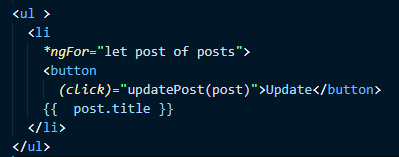 <ul >
<li
*ngFor="let post of posts">
<button
(click)="updatePost(post)">Update</button>
{{  post.title }}
</li>
</ul>